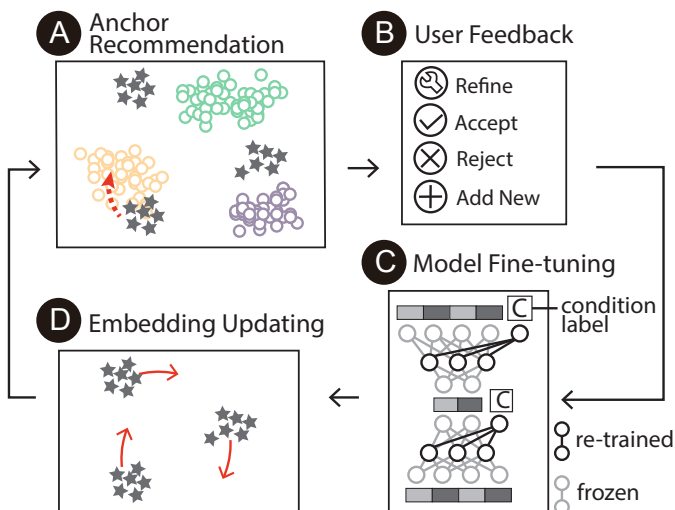 A Anchor
Recommendation
B User Feedback
Refine
Accept
Reject
Add New
C Model Fine-tuning
C
condition
label
C
re-trained
frozen
D Embedding Updating